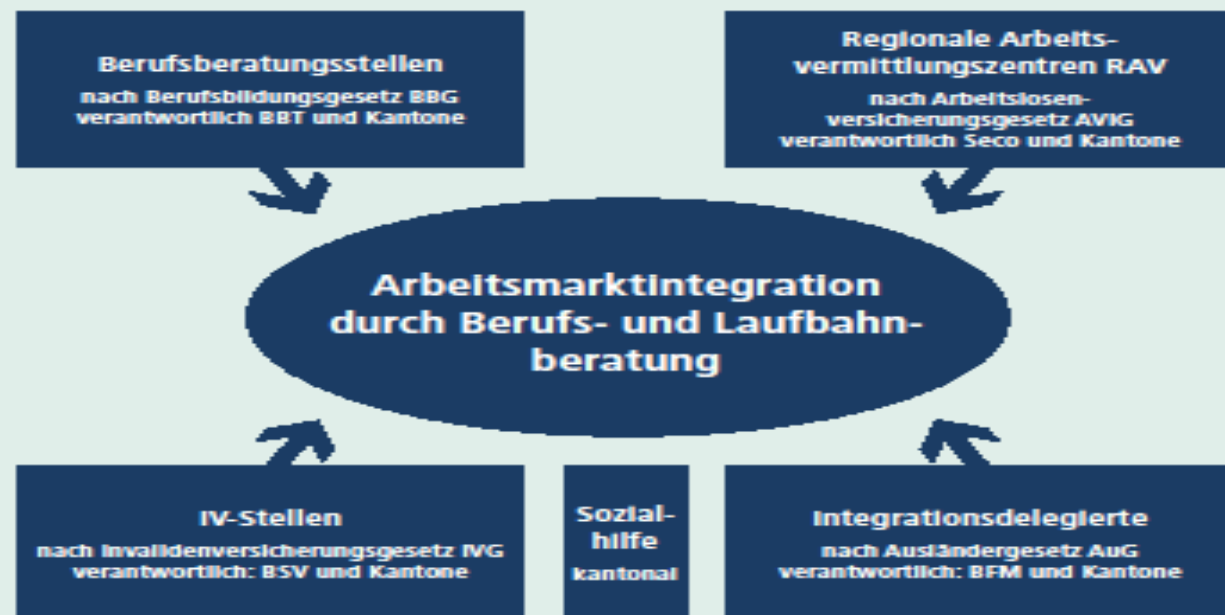 Berufsberatungsstellen
nach Berufsbildungsgesetz BBG
verantwortlich BBT und Kantone
Regionale Arbeits-
vermittlungszentren RAV
nach Arbeitslosen-
versicherungsgesetz AVIG
verantwortlich Seco und Kantone
Arbeitsmarktintegration
durch Berufs- und Laufbahn-
beratung
IV-Stellen
nach Invalidenversicherungsgesetz IVG
verantwortlich: BSV und Kantone
Sozial-
hilfe
kantonal
Integrationsdelegierte
nach Ausländergesetz AuG
verantwortlich: BFM und Kantone